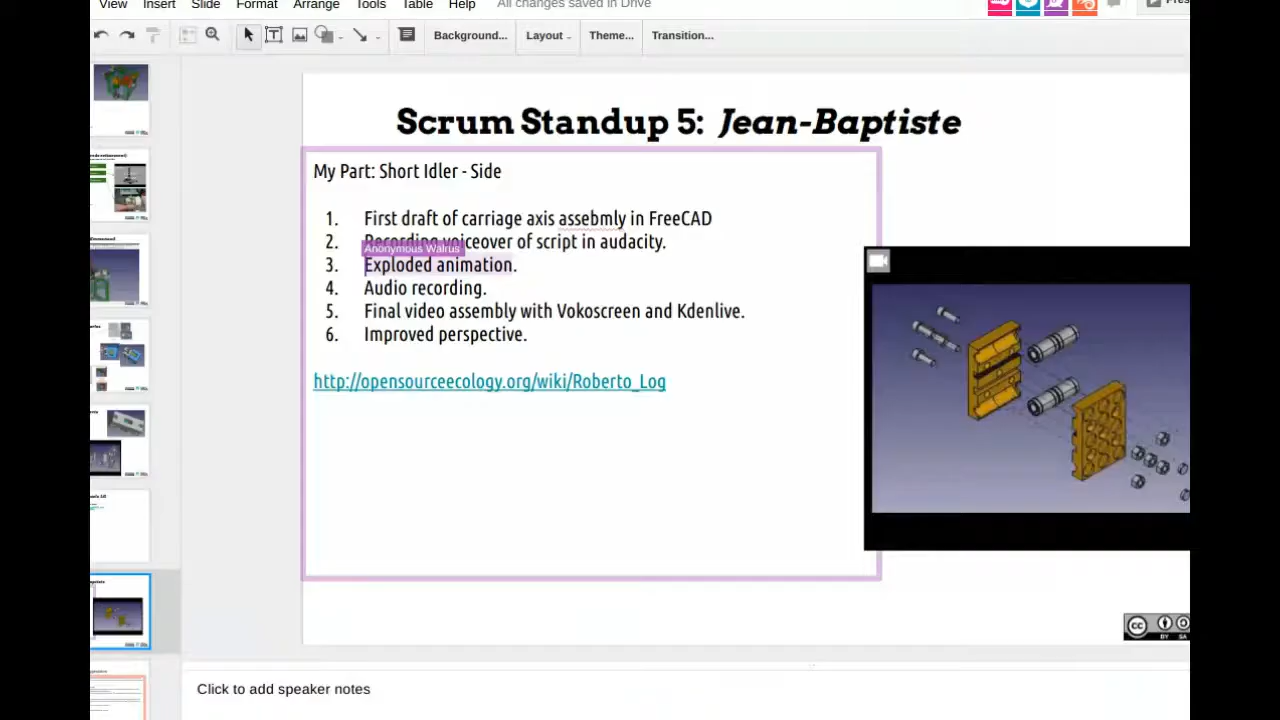 View Insert Slide Format Arrange Tools Table Help All changes saved in Drive
Background... Layout Theme... Transition...
Scrum Standup 5: Jean-Baptiste
My Part: Short Idler - Side
1. First draft of carriage axis assebmly in FreeCAD
2. Recording voiceover of script in audacity.
Anonymous Walrus
3. Exploded animation.
4. Audio recording.
5. Final video assembly with Vokoscreen and Kdenlive.
6. Improved perspective.
http://opensourceecology.org/wiki/Roberto_Log
CC BY SA
Click to add speaker notes